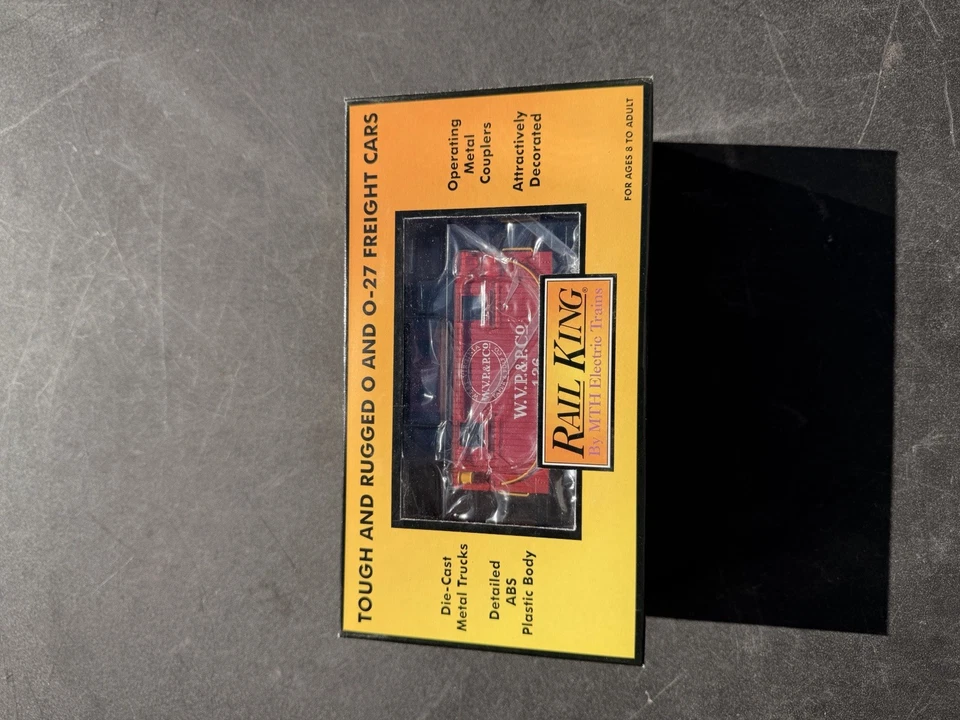 TOUGH AND RUGGED O AND O-27 FREIGHT CARS
Die-Cast
Metal Trucks
Detailed
ABS
Plastic Body
W.V.P.&P.Co
W.V.P.&P.Co.
136
Operating
Metal
Couplers
Attractively
Decorated
RAIL KING®
By MTH Electric Trains
FOR AGES 8 TO ADULT